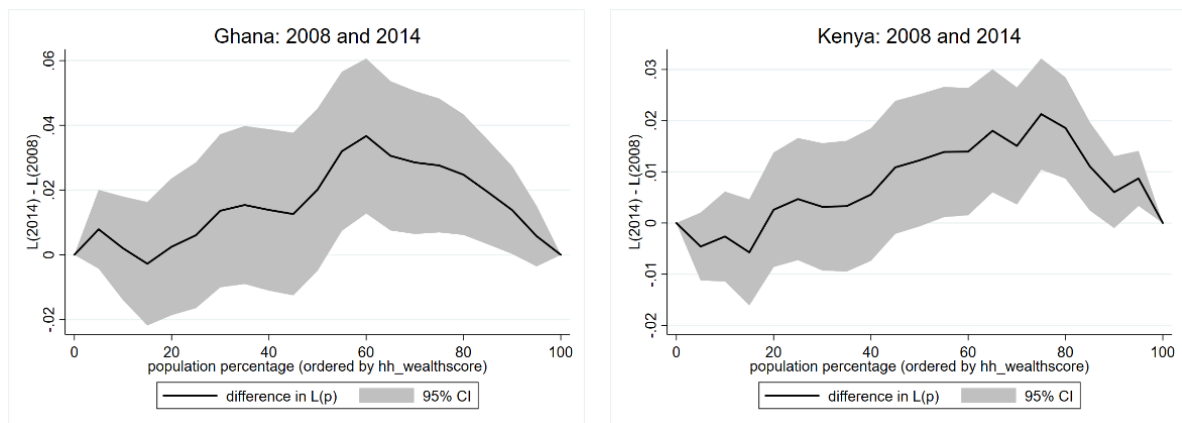 Ghana: 2008 and 2014
L(2014) - L(2008)
.06
.04
.02
0
-.02
0 20 40 60 80 100
population percentage (ordered by hh_wealthscore)
difference in L(p) 95% CI
Kenya: 2008 and 2014
L(2014) - L(2008)
.03
.02
.01
0
-.01
-.02
0 20 40 60 80 100
population percentage (ordered by hh_wealthscore)
difference in L(p) 95% CI